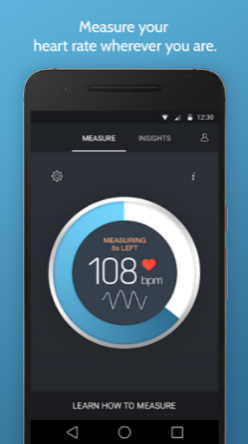 Measure your
heart rate wherever you are.
12:30
MEASURE INSIGHTS
i
MEASURING
8s LEFT
108 bpm
LEARN HOW TO MEASURE